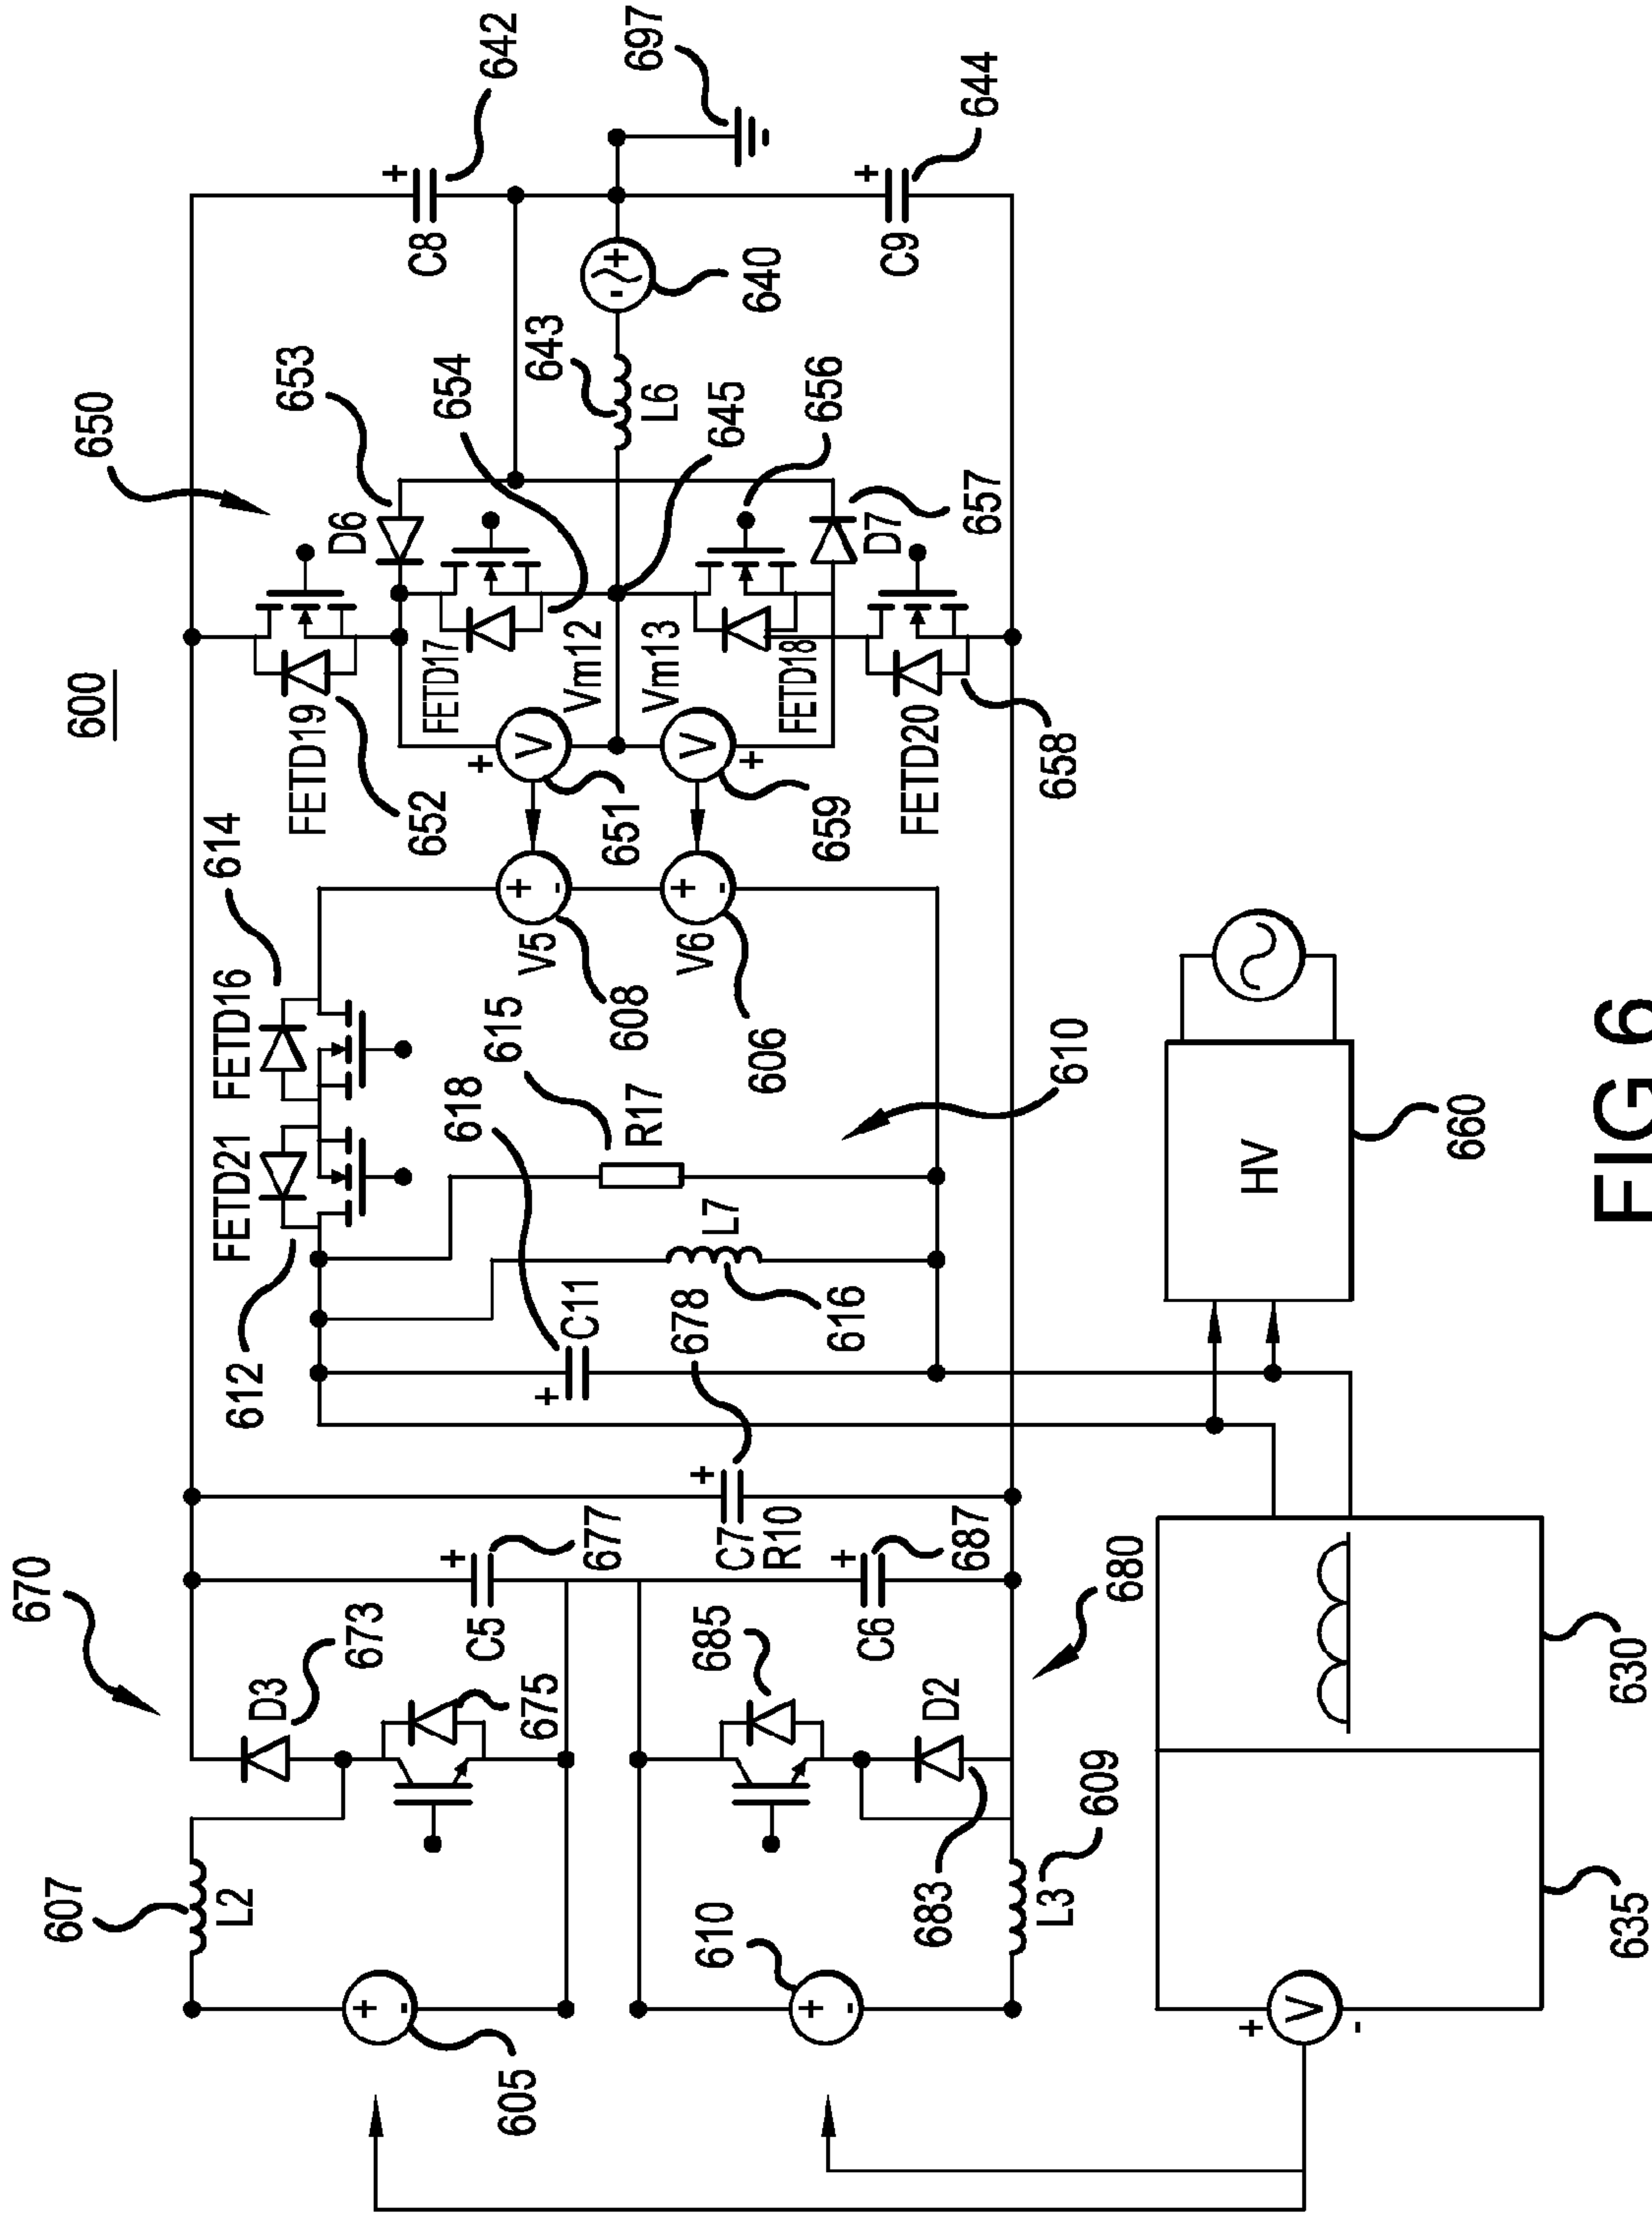 600
650
670
607
L2
D3
673
675
605
C5
677
C7
R10
678
610
685
C6
687
D2
683
680
L3
609
612
FETD21
FETD16
614
618
C11
L7
616
615
R17
610
V5
608
V6
606
FETD19
652
D6
653
FETD17
654
Vm12
651
Vm13
659
645
643
L6
640
FETD18
656
D7
657
FETD20
658
C8
642
697
C9
644
HV
660
V
V
V
630
635
+
-
+
-
+
-
+
-
+
-
+
-
+
+
+
+
+
+
+
+
FIG 6